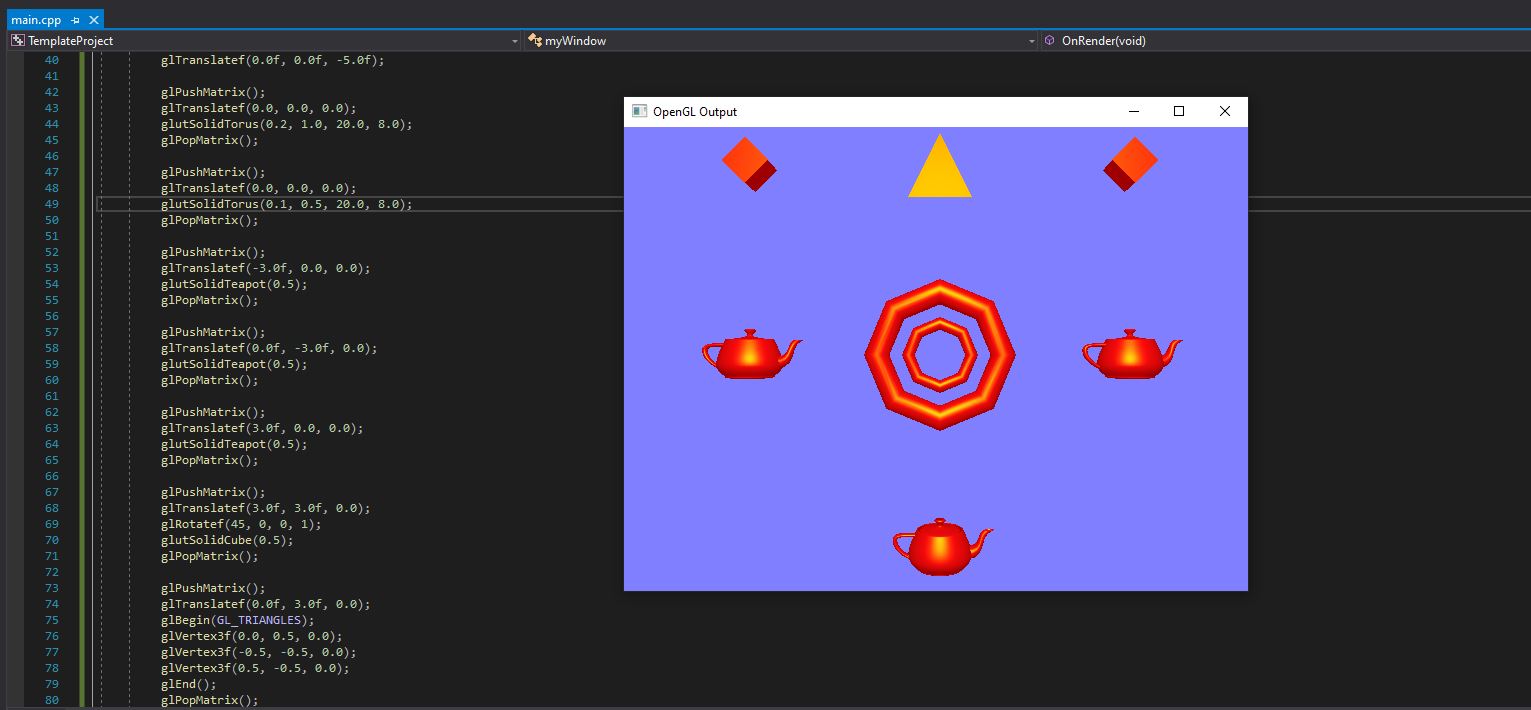 main.cpp
TemplateProject
myWindow
OnRender(void)
40 glTranslatef(0.0f, 0.0f, -5.0f);
41
42 glPushMatrix();
43 glTranslatef(0.0, 0.0, 0.0);
44 glutSolidTorus(0.2, 1.0, 20.0, 8.0);
45 glPopMatrix();
46
47 glPushMatrix();
48 glTranslatef(0.0, 0.0, 0.0);
49 glutSolidTorus(0.1, 0.5, 20.0, 8.0);
50 glPopMatrix();
51
52 glPushMatrix();
53 glTranslatef(-3.0f, 0.0, 0.0);
54 glutSolidTeapot(0.5);
55 glPopMatrix();
56
57 glPushMatrix();
58 glTranslatef(0.0f, -3.0f, 0.0);
59 glutSolidTeapot(0.5);
60 glPopMatrix();
61
62 glPushMatrix();
63 glTranslatef(3.0f, 0.0, 0.0);
64 glutSolidTeapot(0.5);
65 glPopMatrix();
66
67 glPushMatrix();
68 glTranslatef(3.0f, 3.0f, 0.0);
69 glRotatef(45, 0, 0, 1);
70 glutSolidCube(0.5);
71 glPopMatrix();
72
73 glPushMatrix();
74 glTranslatef(0.0f, 3.0f, 0.0);
75 glBegin(GL_TRIANGLES);
76 glVertex3f(0.0, 0.5, 0.0);
77 glVertex3f(-0.5, -0.5, 0.0);
78 glVertex3f(0.5, -0.5, 0.0);
79 glEnd();
80 glPopMatrix();
OpenGL Output